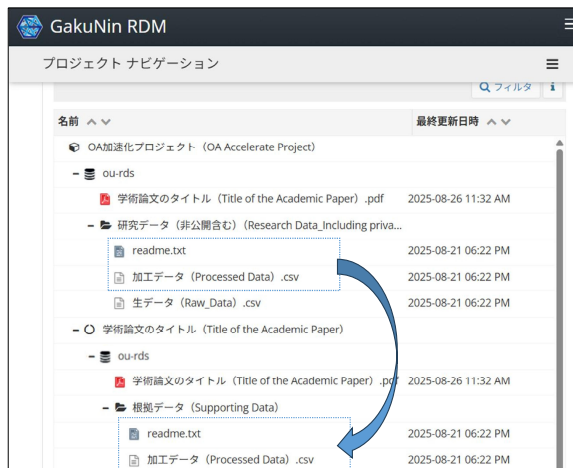 GakuNin RDM
プロジェクト ナビゲーション
フィルタ
名前 最終更新日時
OA加速化プロジェクト（OA Accelerate Project）
ou-rds
学術論文のタイトル（Title of the Academic Paper）.pdf 2025-08-26 11:32 AM
研究データ（非公開含む）（Research Data_Including priva...
readme.txt 2025-08-21 06:22 PM
加工データ（Processed Data）.csv 2025-08-21 06:22 PM
生データ（Raw_Data）.csv 2025-08-21 06:22 PM
学術論文のタイトル（Title of the Academic Paper）
ou-rds
学術論文のタイトル（Title of the Academic Paper）.pdf 2025-08-26 11:32 AM
根拠データ（Supporting Data）
readme.txt 2025-08-21 06:22 PM
加工データ（Processed Data）.csv 2025-08-21 06:22 PM